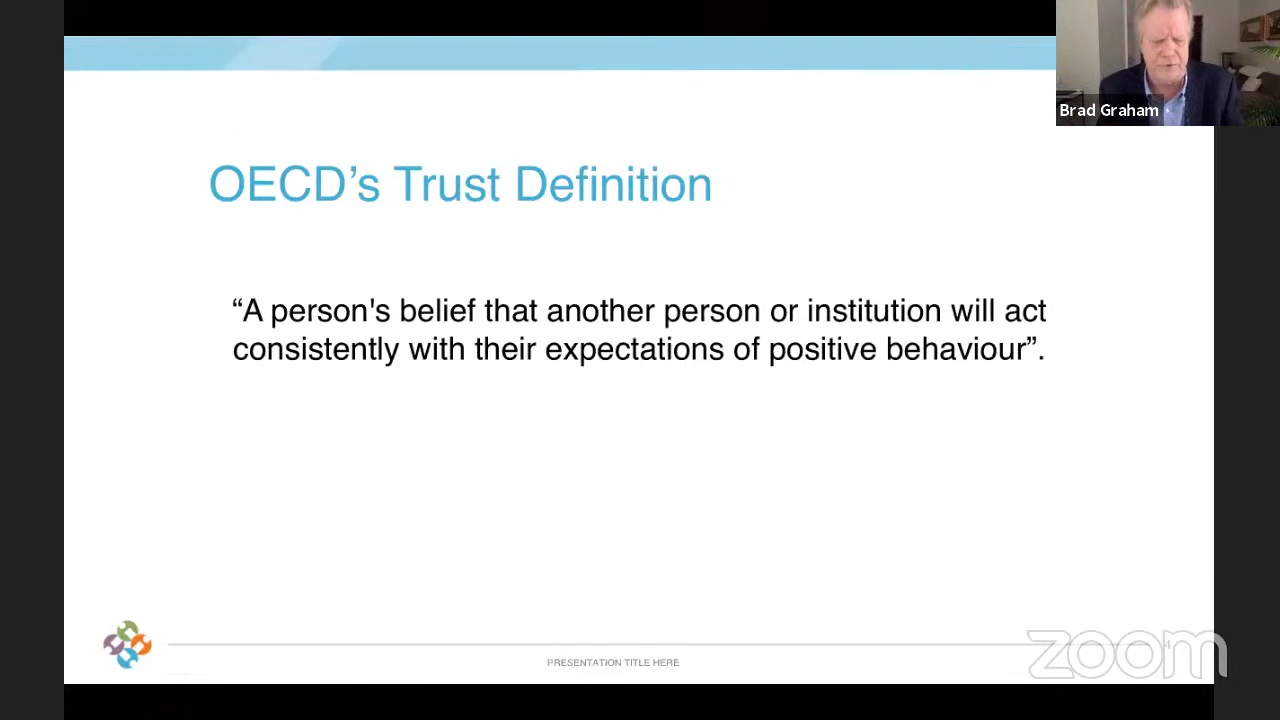 Brad Graham
OECD’s Trust Definition
“A person's belief that another person or institution will act
consistently with their expectations of positive behaviour”.
PRESENTATION TITLE HERE
4
zoom